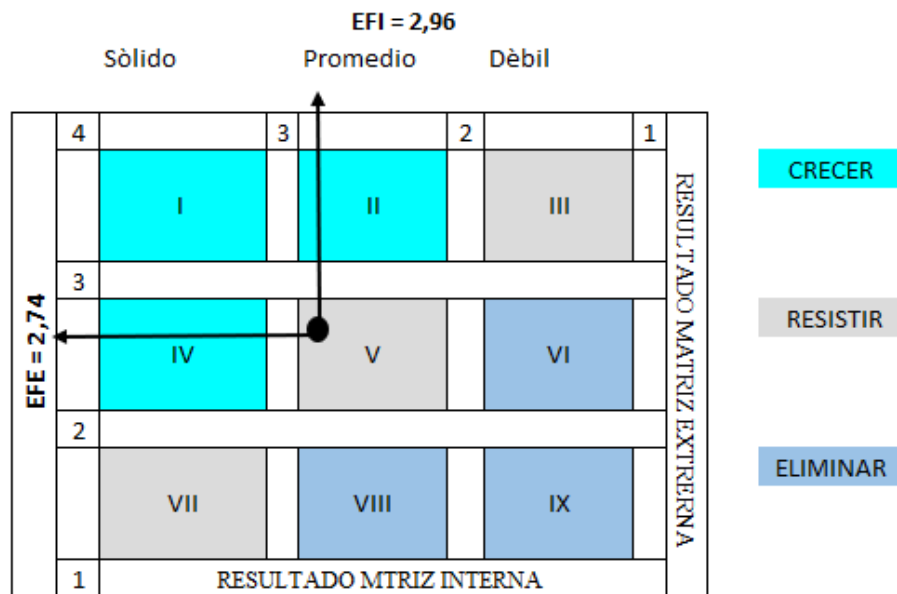 EFI = 2,96
Sòlido Promedio Dèbil
4 3 2 1
I II III
CRECER
3
IV V VI
RESISTIR
2
VII VIII IX
ELIMINAR
1 RESULTADO MTRIZ INTERNA
EFE = 2,74
RESULTADO MATRIZ EXTRERNA